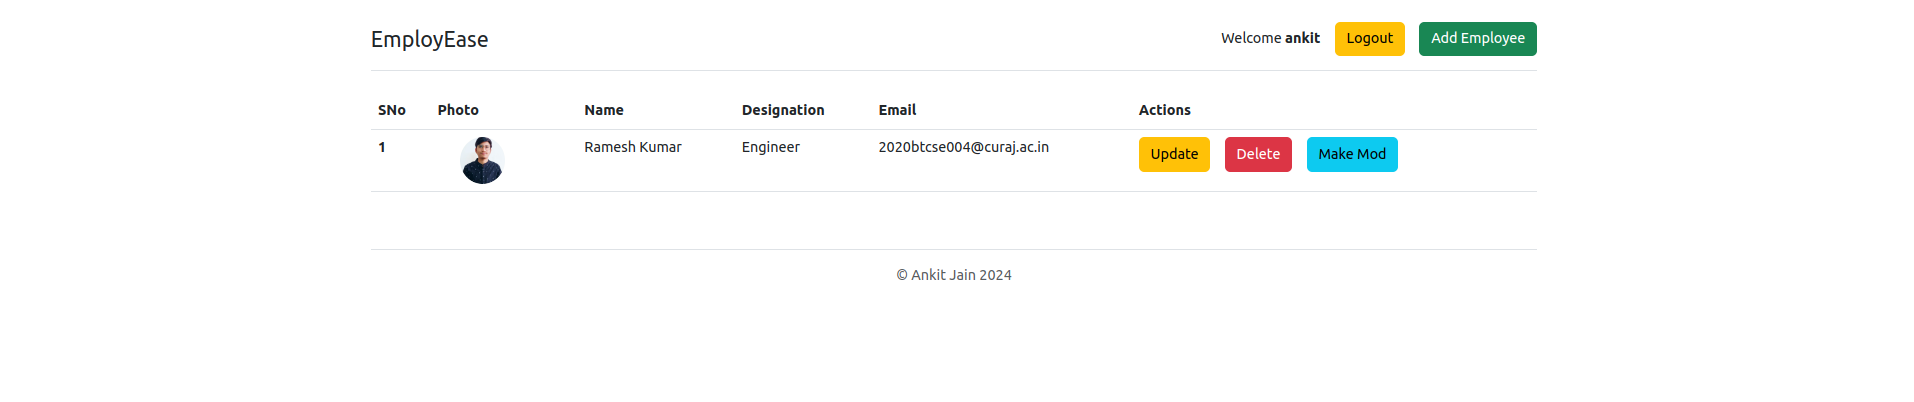 EmployEase Welcome ankit Logout Add Employee
SNo Photo Name Designation Email Actions
1 Ramesh Kumar Engineer 2020btcse004@curaj.ac.in Update Delete Make Mod
© Ankit Jain 2024